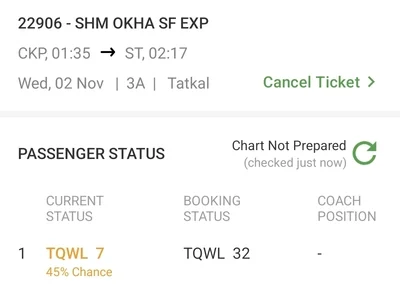 22906 - SHM OKHA SF EXP
CKP, 01:35 → ST, 02:17
Wed, 02 Nov | 3A | Tatkal Cancel Ticket >
PASSENGER STATUS Chart Not Prepared
(checked just now)
CURRENT STATUS BOOKING STATUS COACH POSITION
1 TQWL 7 TQWL 32 -
45% Chance